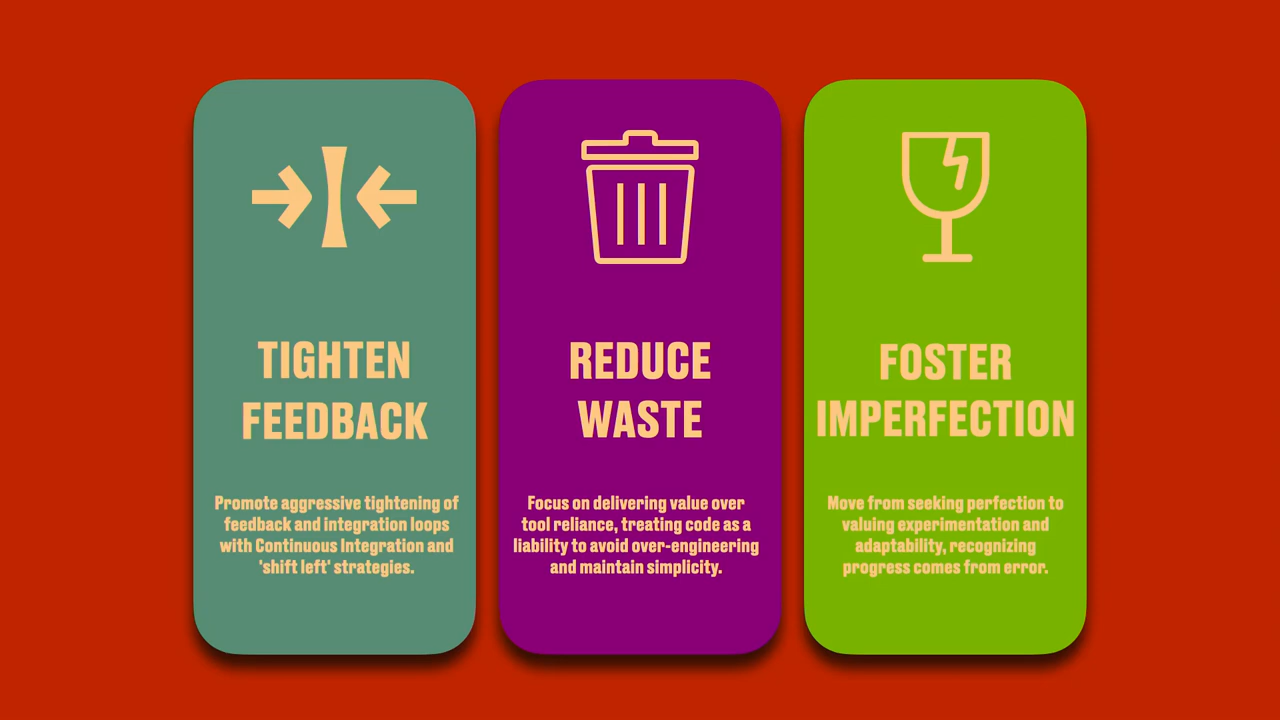 TIGHTEN
FEEDBACK
Promote aggressive tightening of
feedback and integration loops
with Continuous Integration and
'shift left' strategies.
REDUCE
WASTE
Focus on delivering value over
tool reliance, treating code as a
liability to avoid over-engineering
and maintain simplicity.
FOSTER
IMPERFECTION
Move from seeking perfection to
valuing experimentation and
adaptability, recognizing
progress comes from error.